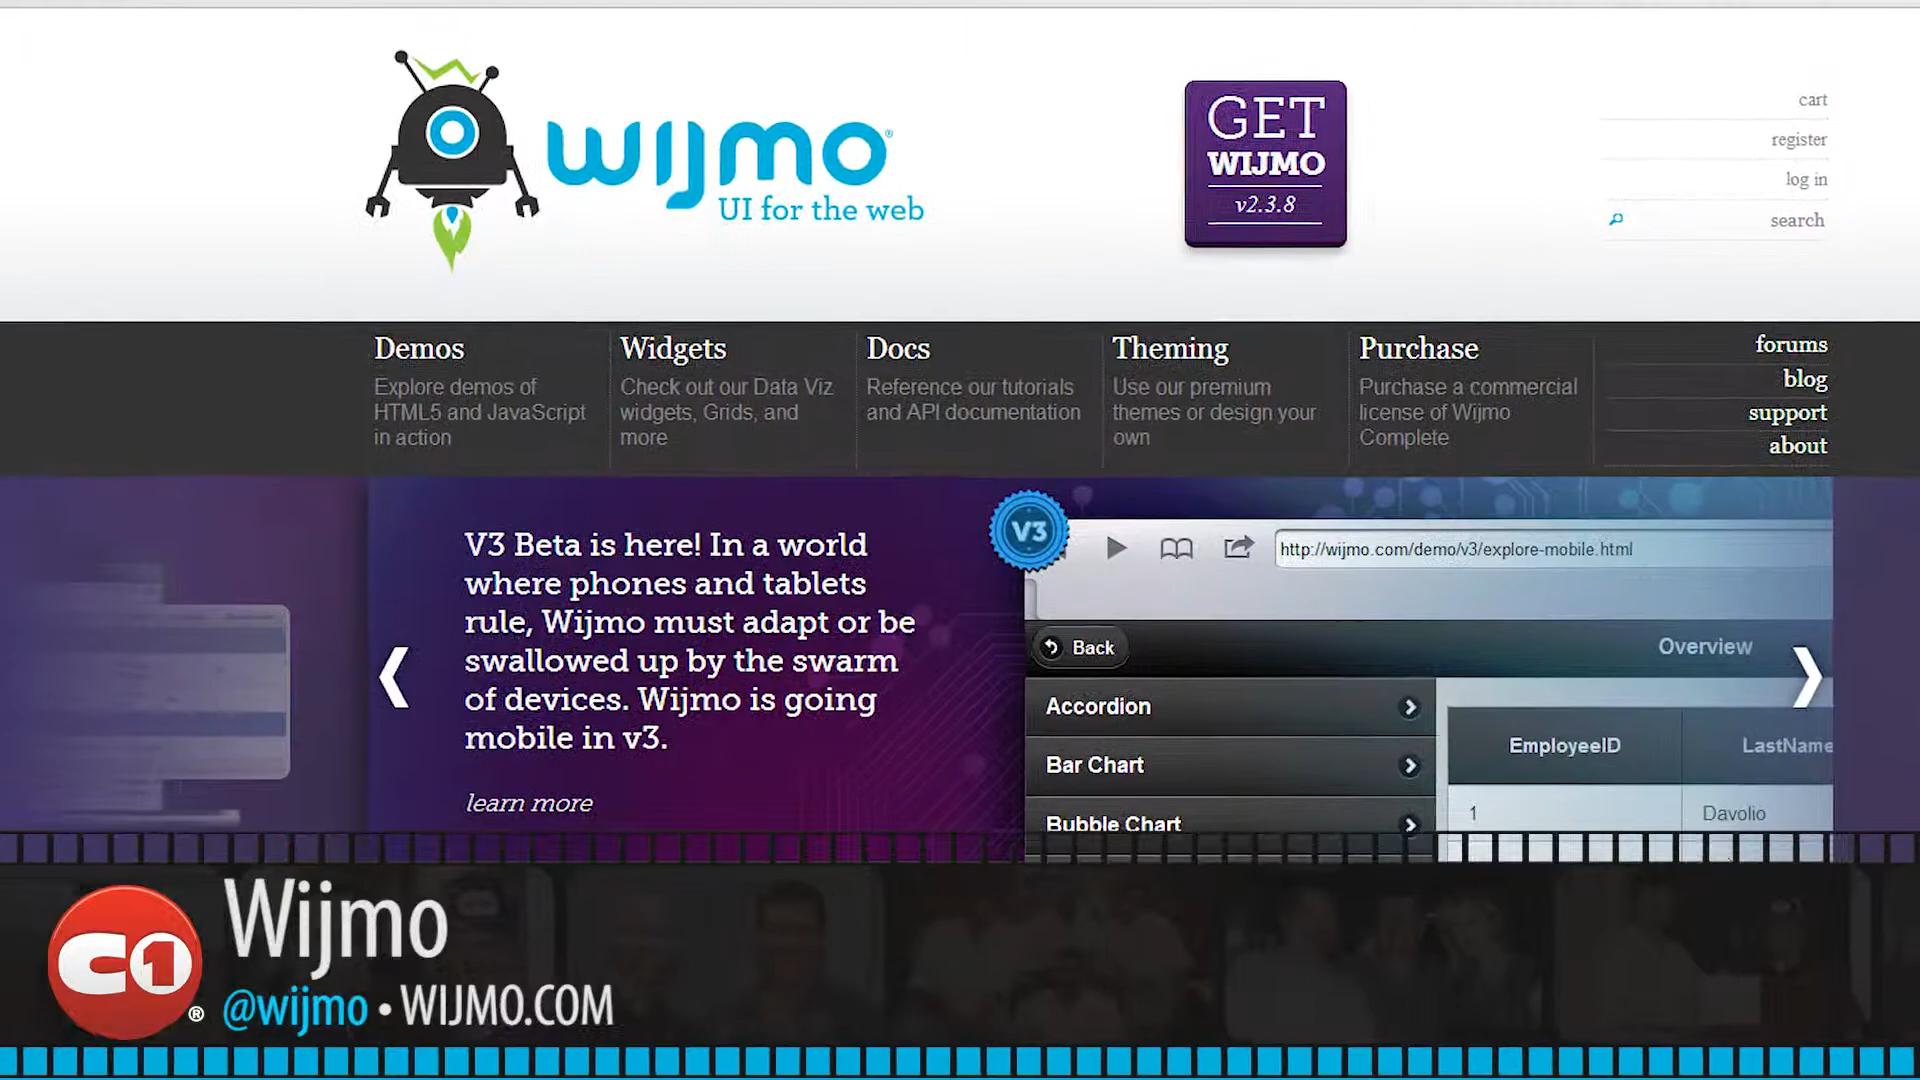 wijmo®
UI for the web
GET
WIJMO
v2.3.8
cart
register
log in
search
Demos
Explore demos of
HTML5 and JavaScript
in action
Widgets
Check out our Data Viz
widgets, Grids, and
more
Docs
Reference our tutorials
and API documentation
Theming
Use our premium
themes or design your
own
Purchase
Purchase a commercial
license of Wijmo
Complete
forums
blog
support
about
V3 Beta is here! In a world
where phones and tablets
rule, Wijmo must adapt or be
swallowed up by the swarm
of devices. Wijmo is going
mobile in v3.
learn more
V3
http://wijmo.com/demo/v3/explore-mobile.html
Back
Overview
Accordion
Bar Chart
Bubble Chart
EmployeeID
LastName
1
Davolio
C1®
Wijmo
@wijmo • WIJMO.COM